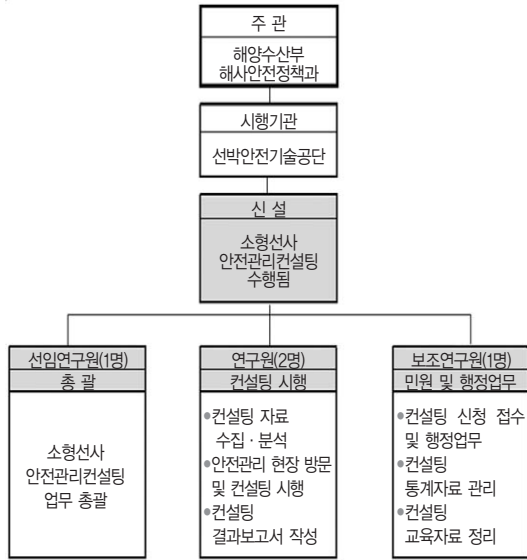 주 관
해양수산부
해사안전정책과
시행기관
선박안전기술공단
신 설
소형선사
안전관리컨설팅
수행됨
선임연구원(1명)
총 괄
소형선사
안전관리컨설팅
업무 총괄
연구원(2명)
컨설팅 시행
•컨설팅 자료
수집 · 분석
•안전관리 현장 방문
및 컨설팅 시행
•컨설팅
결과보고서 작성
보조연구원(1명)
민원 및 행정업무
•컨설팅 신청 접수
및 행정업무
•컨설팅
통계자료 관리
•컨설팅
교육자료 정리